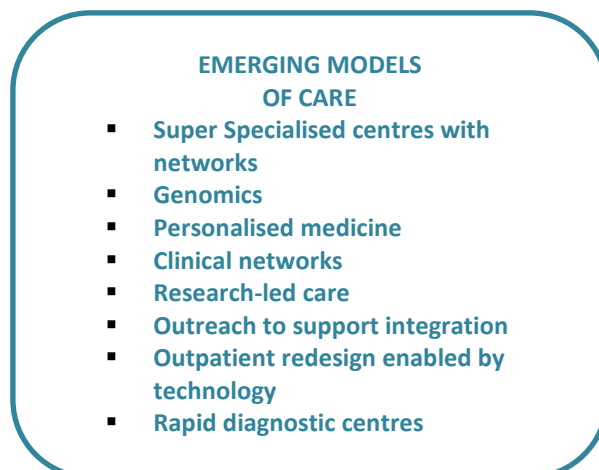 EMERGING MODELS
OF CARE
▪ Super Specialised centres with
networks
▪ Genomics
▪ Personalised medicine
▪ Clinical networks
▪ Research-led care
▪ Outreach to support integration
▪ Outpatient redesign enabled by
technology
▪ Rapid diagnostic centres